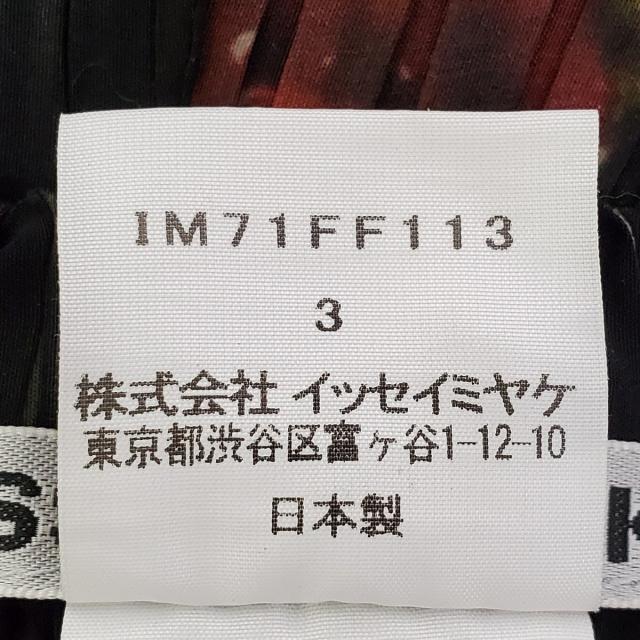 IM71FF113
3
株式会社 イッセイミヤケ
東京都渋谷区富ヶ谷1-12-10
日本製